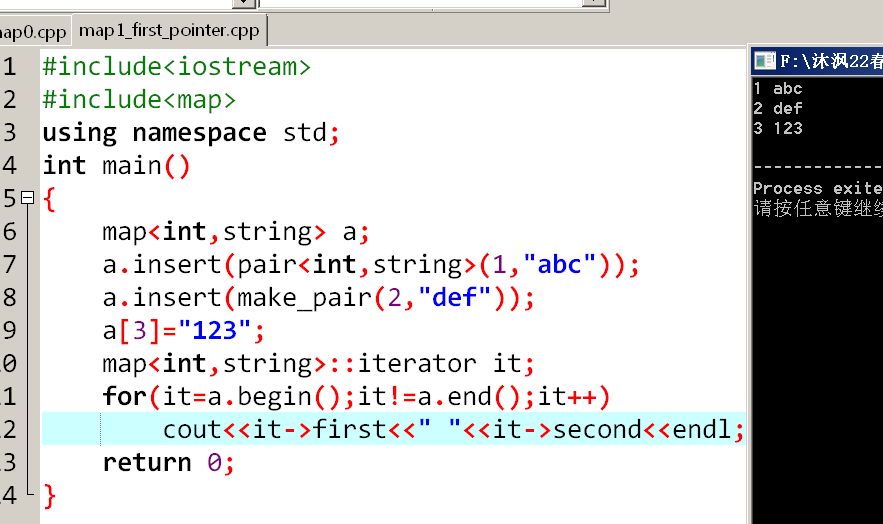 map1_first_pointer.cpp
1 #include<iostream>
2 #include<map>
3 using namespace std;
4 int main()
5 {
6 map<int,string> a;
7 a.insert(pair<int,string>(1,"abc"));
8 a.insert(make_pair(2,"def"));
9 a[3]="123";
0 map<int,string>::iterator it;
1 for(it=a.begin();it!=a.end();it++)
2 cout<<it->first<<" "<<it->second<<endl;
3 return 0;
4 }
F:\沐枫22春
1 abc
2 def
3 123
-------------
Process exite
请按任意键继续